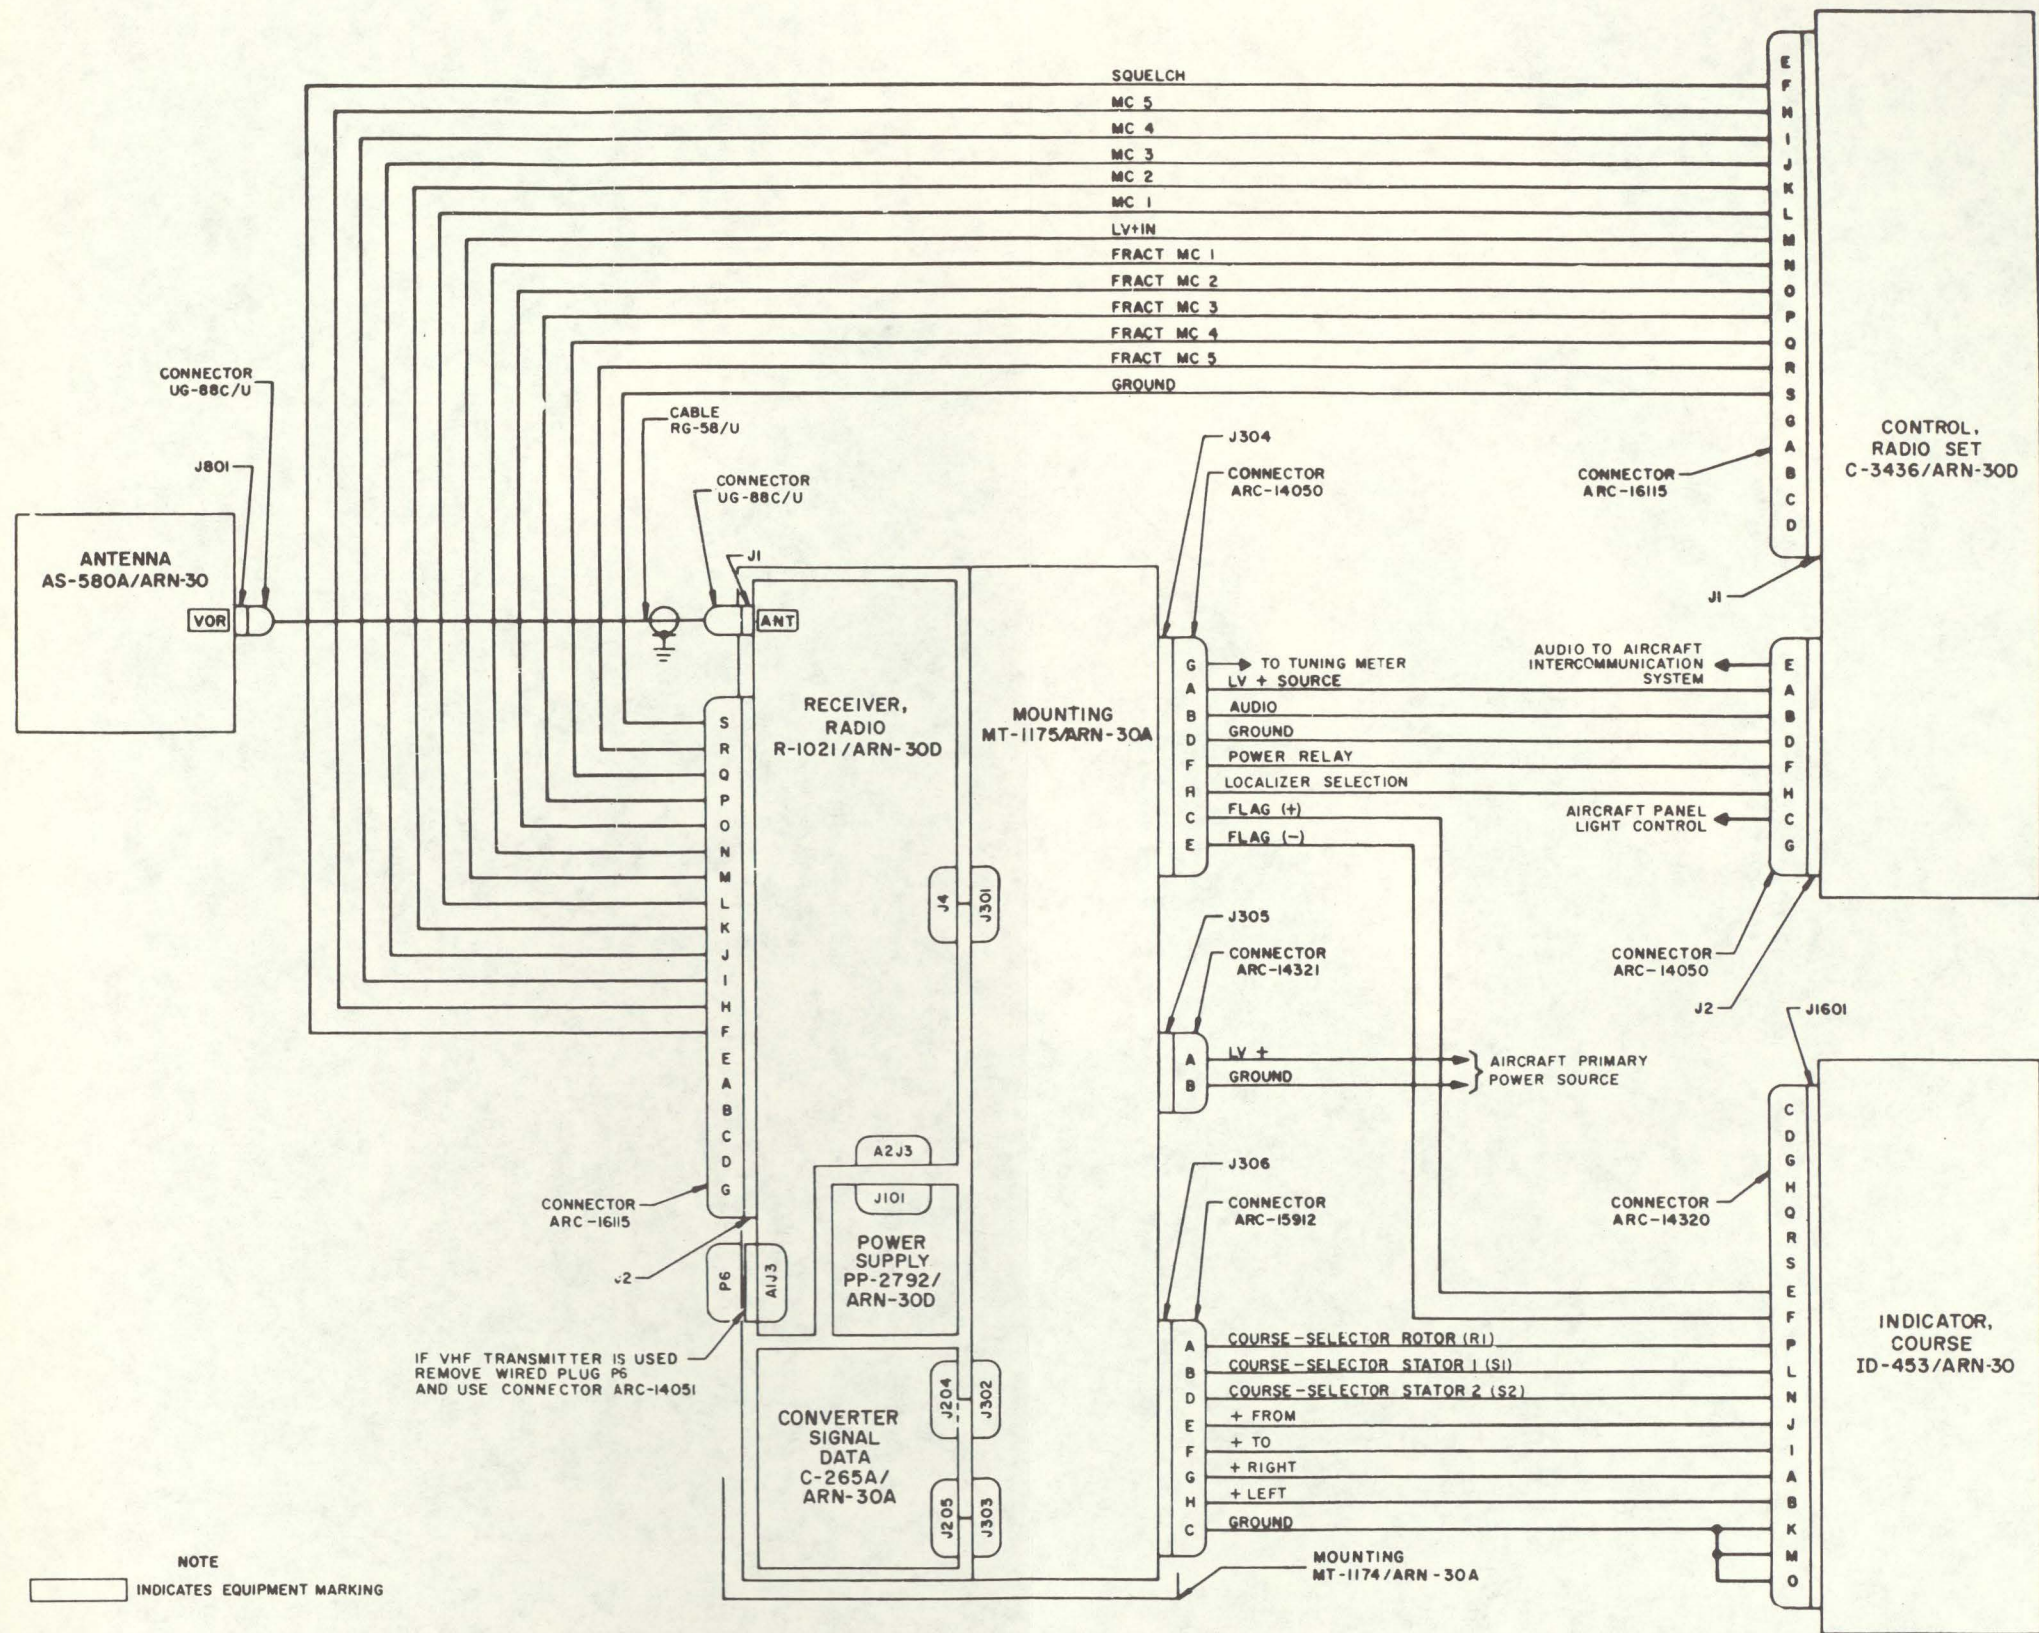 SQUELCH
MC 5
MC 4
MC 3
MC 2
MC 1
LV+IN
FRACT MC 1
FRACT MC 2
FRACT MC 3
FRACT MC 4
FRACT MC 5
GROUND
E
F
H
I
J
K
L
M
N
O
P
Q
R
S
G
A
B
C
D
CONTROL,
RADIO SET
C-3436/ARN-30D
CONNECTOR
ARC-16115
J1
CONNECTOR
UG-88C/U
J801
ANTENNA
AS-580A/ARN-30
VOR
CABLE
RG-58/U
CONNECTOR
UG-88C/U
J1
ANT
S
R
Q
P
O
N
M
L
K
J
I
H
F
E
A
B
C
D
G
CONNECTOR
ARC-16115
J2
P6
A1J3
IF VHF TRANSMITTER IS USED
REMOVE WIRED PLUG P6
AND USE CONNECTOR ARC-14051
RECEIVER,
RADIO
R-1021/ARN-30D
MOUNTING
MT-1175/ARN-30A
J4
J301
A2J3
J101
POWER
SUPPLY
PP-2792/
ARN-30D
CONVERTER
SIGNAL
DATA
C-265A/
ARN-30A
J204
J302
J205
J303
J304
CONNECTOR
ARC-14050
G
A
B
D
F
H
C
E
TO TUNING METER
LV + SOURCE
AUDIO
GROUND
POWER RELAY
LOCALIZER SELECTION
FLAG (+)
FLAG (-)
AUDIO TO AIRCRAFT
INTERCOMMUNICATION
SYSTEM
AIRCRAFT PANEL
LIGHT CONTROL
E
A
B
D
F
H
C
G
CONNECTOR
ARC-14050
J2
J305
CONNECTOR
ARC-14321
A
B
LV +
GROUND
AIRCRAFT PRIMARY
POWER SOURCE
J1601
CONNECTOR
ARC-14320
C
D
G
H
Q
R
S
E
F
P
L
N
J
I
A
B
K
M
O
INDICATOR,
COURSE
ID-453/ARN-30
J306
CONNECTOR
ARC-15912
A
B
D
E
F
G
H
C
COURSE-SELECTOR ROTOR (R1)
COURSE-SELECTOR STATOR 1 (S1)
COURSE-SELECTOR STATOR 2 (S2)
+ FROM
+ TO
+ RIGHT
+ LEFT
GROUND
MOUNTING
MT-1174/ARN-30A
NOTE
INDICATES EQUIPMENT MARKING